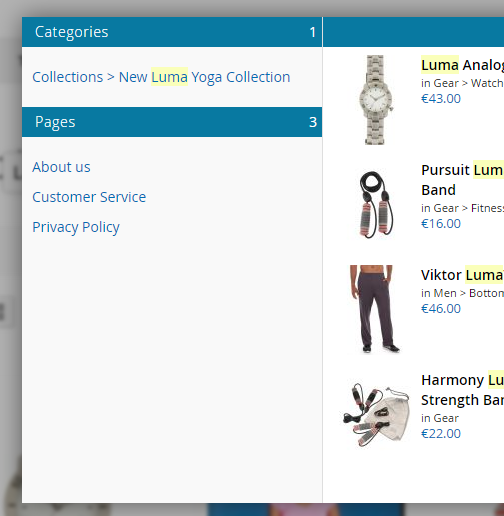 Categories 1
Collections > New Luma Yoga Collection
Pages 3
About us
Customer Service
Privacy Policy
Luma Analog
in Gear > Watch
€43.00
Pursuit Lum
Band
in Gear > Fitness
€16.00
Viktor Luma
in Men > Bottom
€46.00
Harmony Lu
Strength Ban
in Gear
€22.00